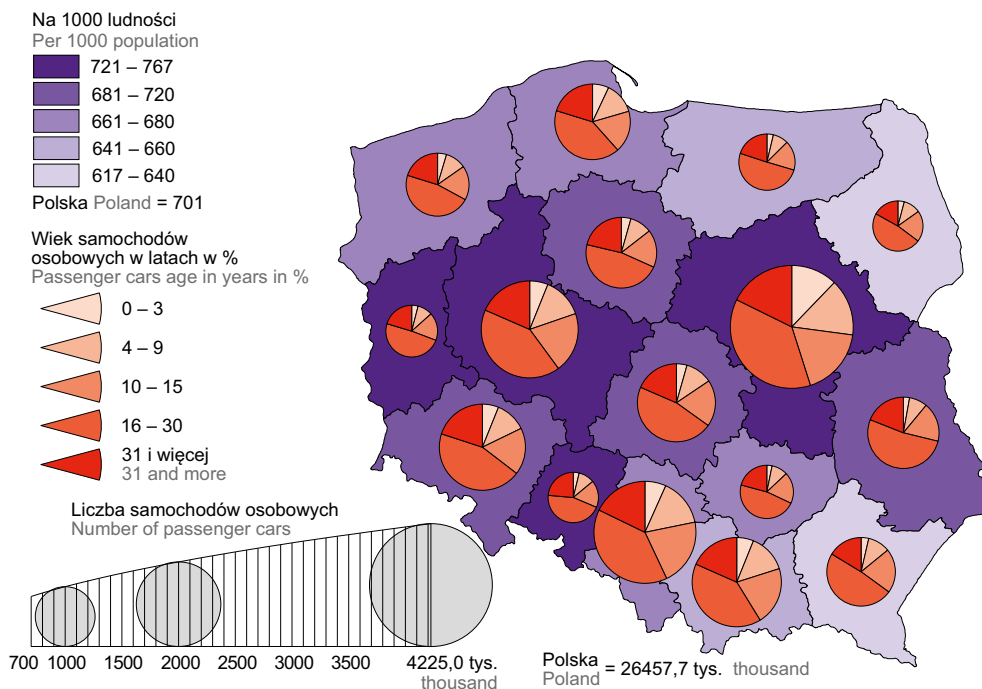 Na 1000 ludności
Per 1000 population
721 – 767
681 – 720
661 – 680
641 – 660
617 – 640
Polska Poland = 701
Wiek samochodów
osobowych w latach w %
Passenger cars age in years in %
0 – 3
4 – 9
10 – 15
16 – 30
31 i więcej
31 and more
Liczba samochodów osobowych
Number of passenger cars
700 1000 1500 2000 2500 3000 3500 4225,0 tys.
thousand
Polska
Poland = 26457,7 tys. thousand